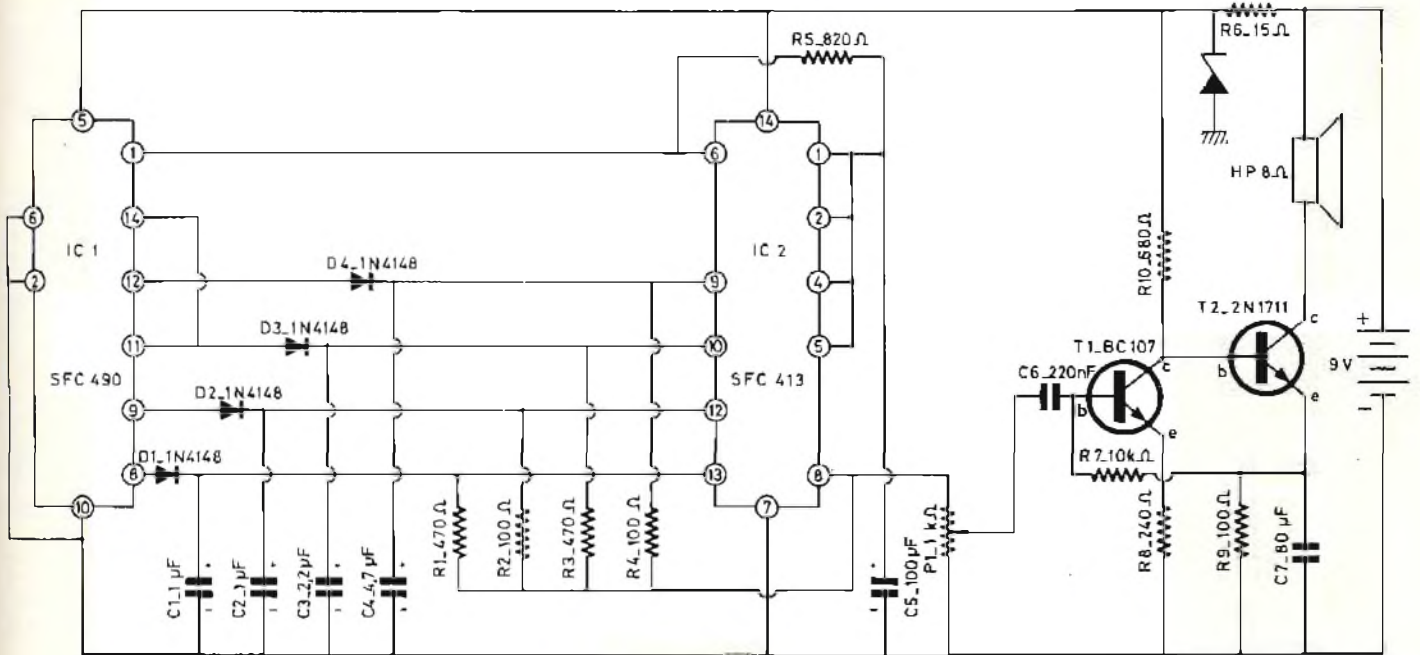 R6_15Ω
R5_820Ω
5
14
1
6
1
HP 8Ω
6
14
2
IC 1
IC 2
R10_680Ω
2
12
D4_1N4148
9
4
T2_2N1711
c
D3_1N4148
11
10
5
T1_BC107
+
SFC 490
SFC 413
C6_220nF
c
b
9V
D2_1N4148
b
e
-
9
12
e
D1_1N4148
8
13
8
R7_10kΩ
10
7
R1_470Ω
R2_100Ω
R3_470Ω
R4_100Ω
P1_1kΩ
R8_240Ω
R9_100Ω
C7_80µF
C1_1µF
+
-
C2_1µF
+
-
C3_2,2µF
+
-
C4_4,7µF
+
-
C5_100µF
+
-